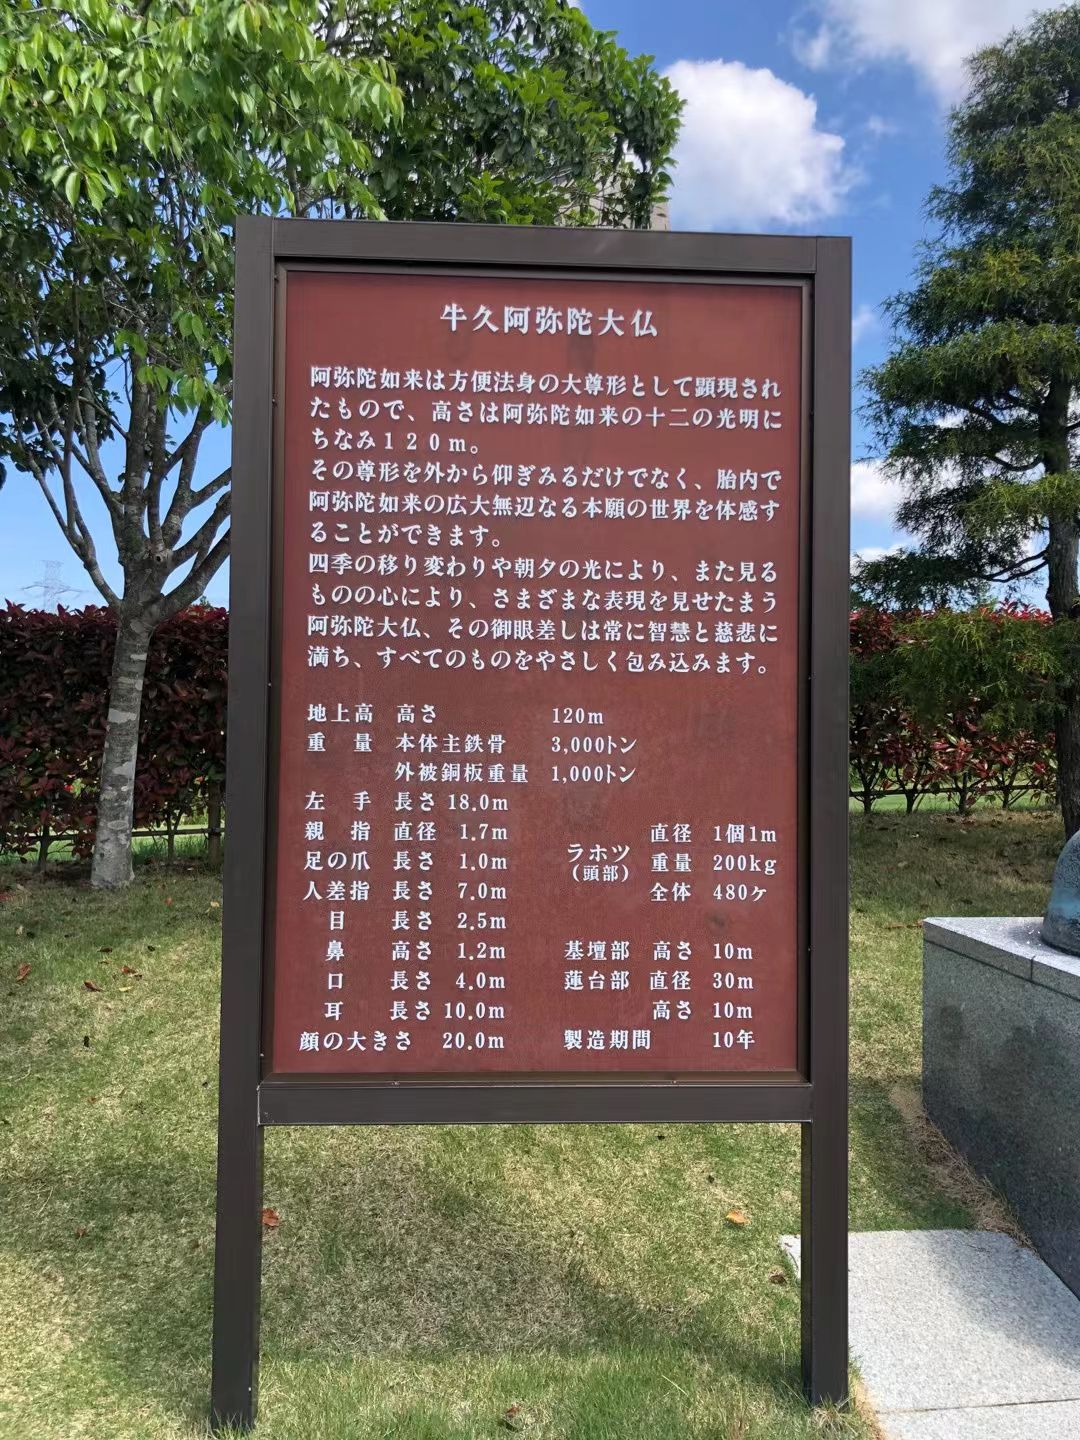 牛久阿弥陀大仏
阿弥陀如来は方便法身の大尊形として顕現され
たもので、高さは阿弥陀如来の十二の光明に
ちなみ120m。
その尊形を外から仰ぎみるだけでなく、胎内で
阿弥陀如来の広大無辺なる本願の世界を体感す
ることができます。
四季の移り変わりや朝夕の光により、また見る
ものの心により、さまざまな表現を見せたまう
阿弥陀大仏、その御眼差しは常に智慧と慈悲に
満ち、すべてのものをやさしく包み込みます。
地上高 高さ 120m
重量 本体主鉄骨 3,000トン
外被銅板重量 1,000トン
左手 長さ 18.0m
親指 直径 1.7m
足の爪 長さ 1.0m
人差指 長さ 7.0m
目 長さ 2.5m
鼻 高さ 1.2m
口 長さ 4.0m
耳 長さ 10.0m
顔の大きさ 20.0m
直径 1個1m
ラホツ 重量 200kg
(頭部)
全体 480ケ
基壇部 高さ 10m
蓮台部 直径 30m
高さ 10m
製造期間 10年